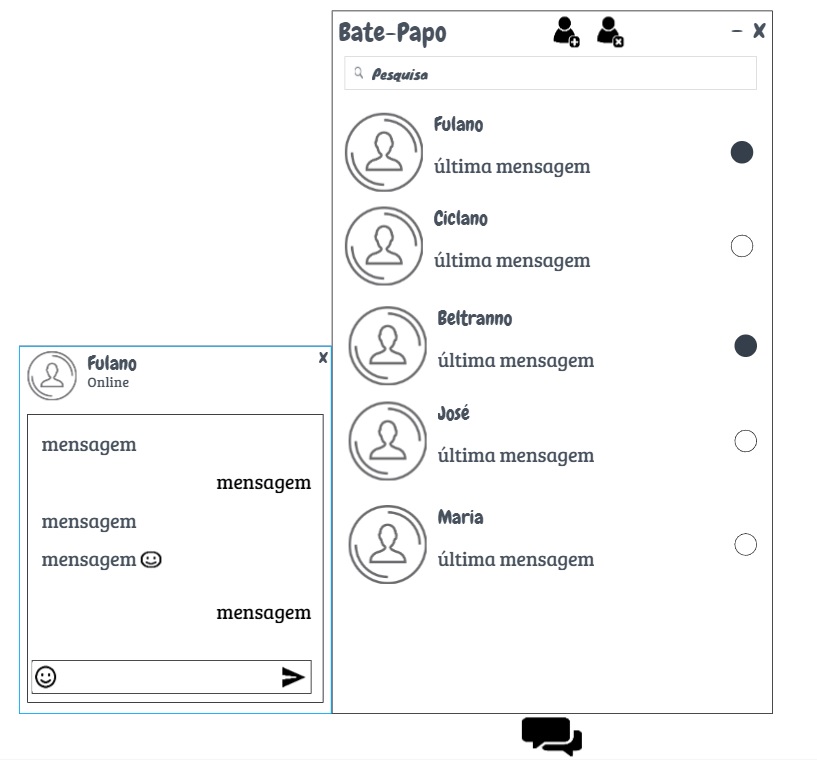 Bate-Papo
– X
Pesquisa
Fulano
última mensagem
Ciclano
última mensagem
Beltranno
última mensagem
José
última mensagem
Maria
última mensagem
Fulano
X
Online
mensagem
mensagem
mensagem
mensagem
mensagem